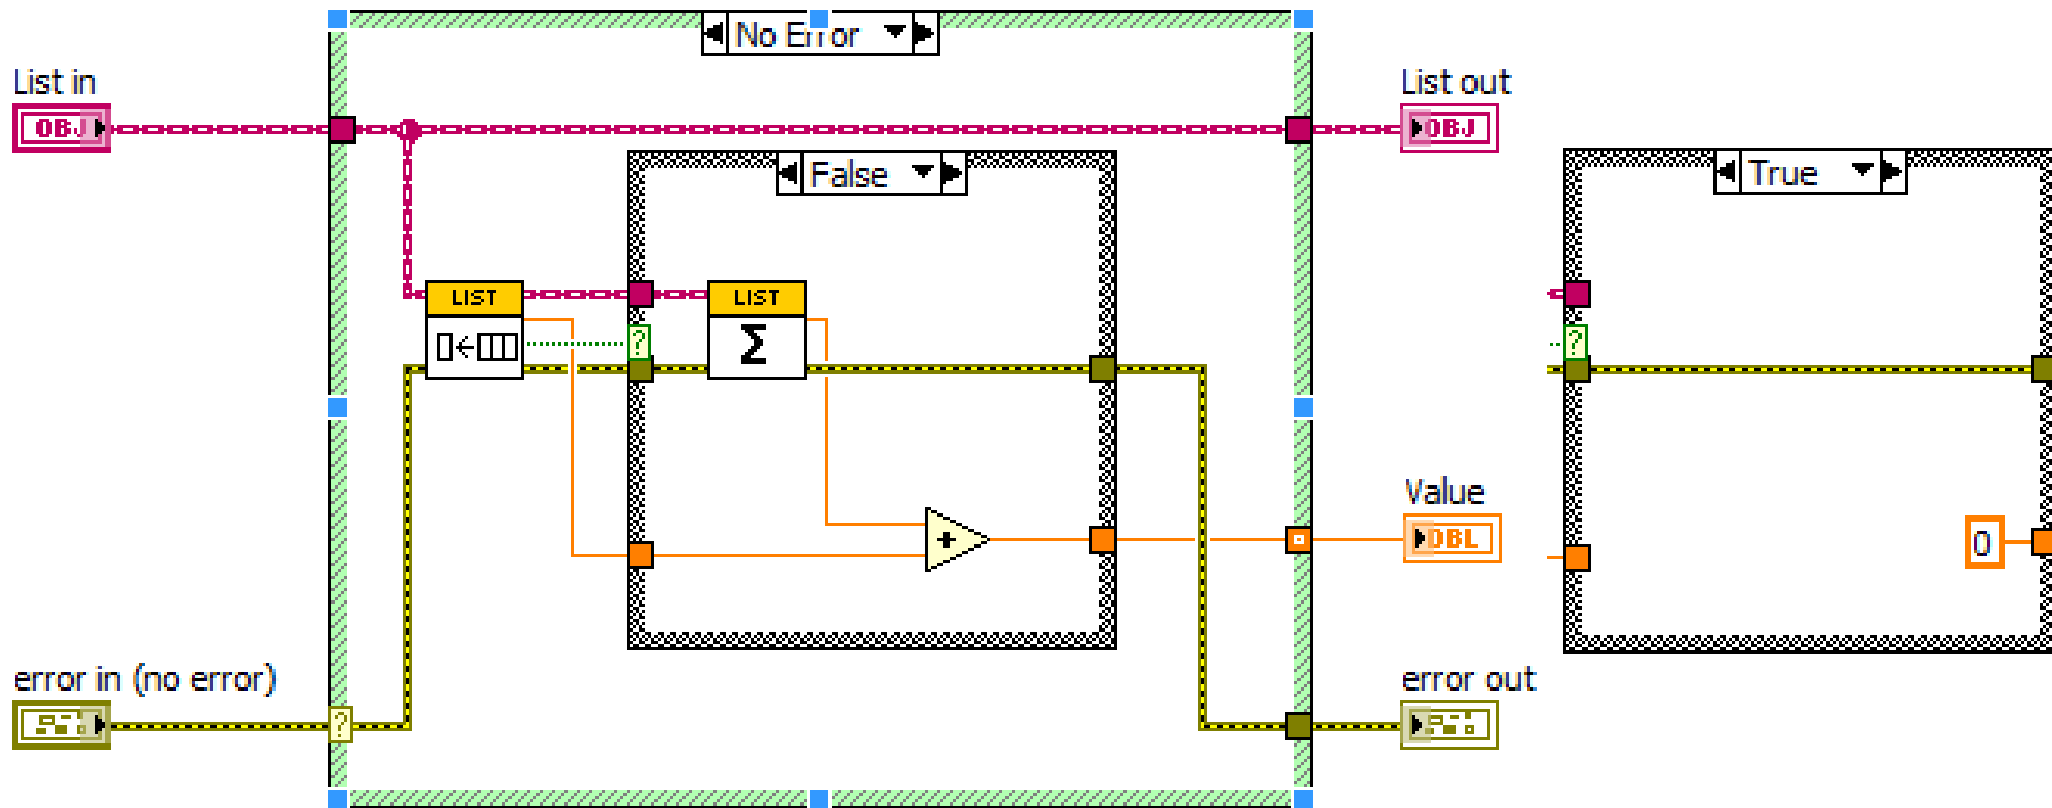 No Error
List in
OBJ
List out
OBJ
False
True
LIST
LIST
?
Σ
?
Value
DBL
+
0
error in (no error)
?
error out